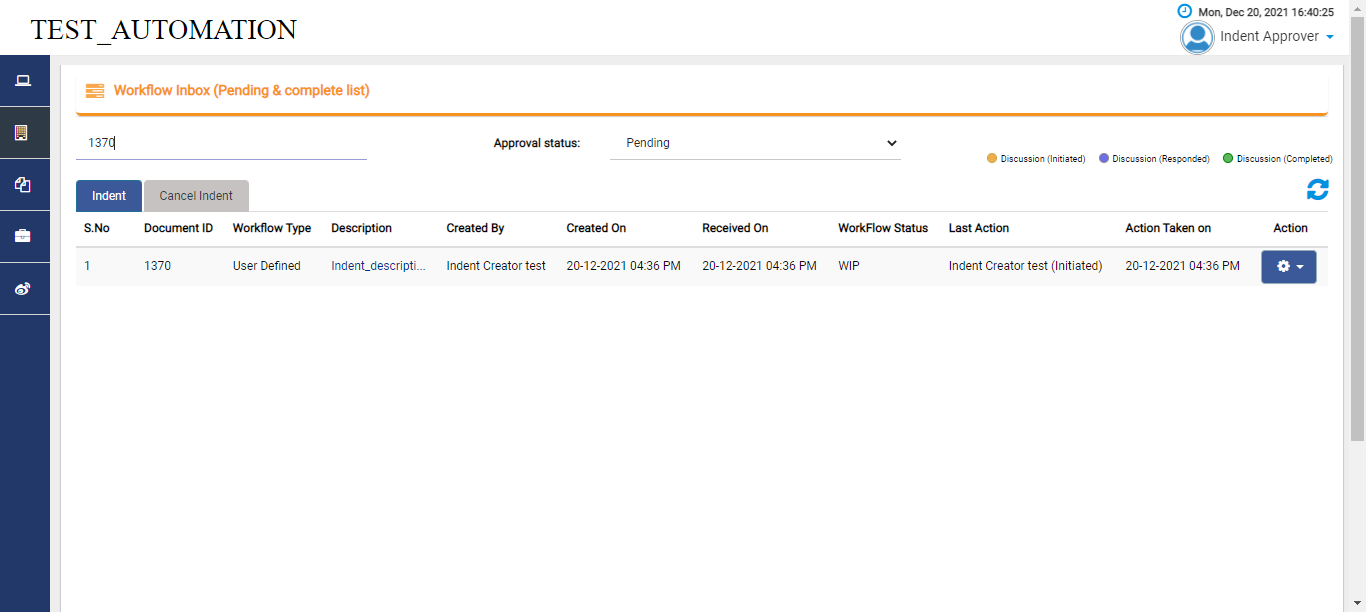 Mon, Dec 20, 2021 16:40:25
TEST_AUTOMATION
Indent Approver
Workflow Inbox (Pending & complete list)
1370
Approval status:
Pending
Discussion (Initiated)
Discussion (Responded)
Discussion (Completed)
Indent
Cancel Indent
S.No Document ID Workflow Type Description Created By Created On Received On WorkFlow Status Last Action Action Taken on Action
1 1370 User Defined Indent_descripti... Indent Creator test 20-12-2021 04:36 PM 20-12-2021 04:36 PM WIP Indent Creator test (Initiated) 20-12-2021 04:36 PM